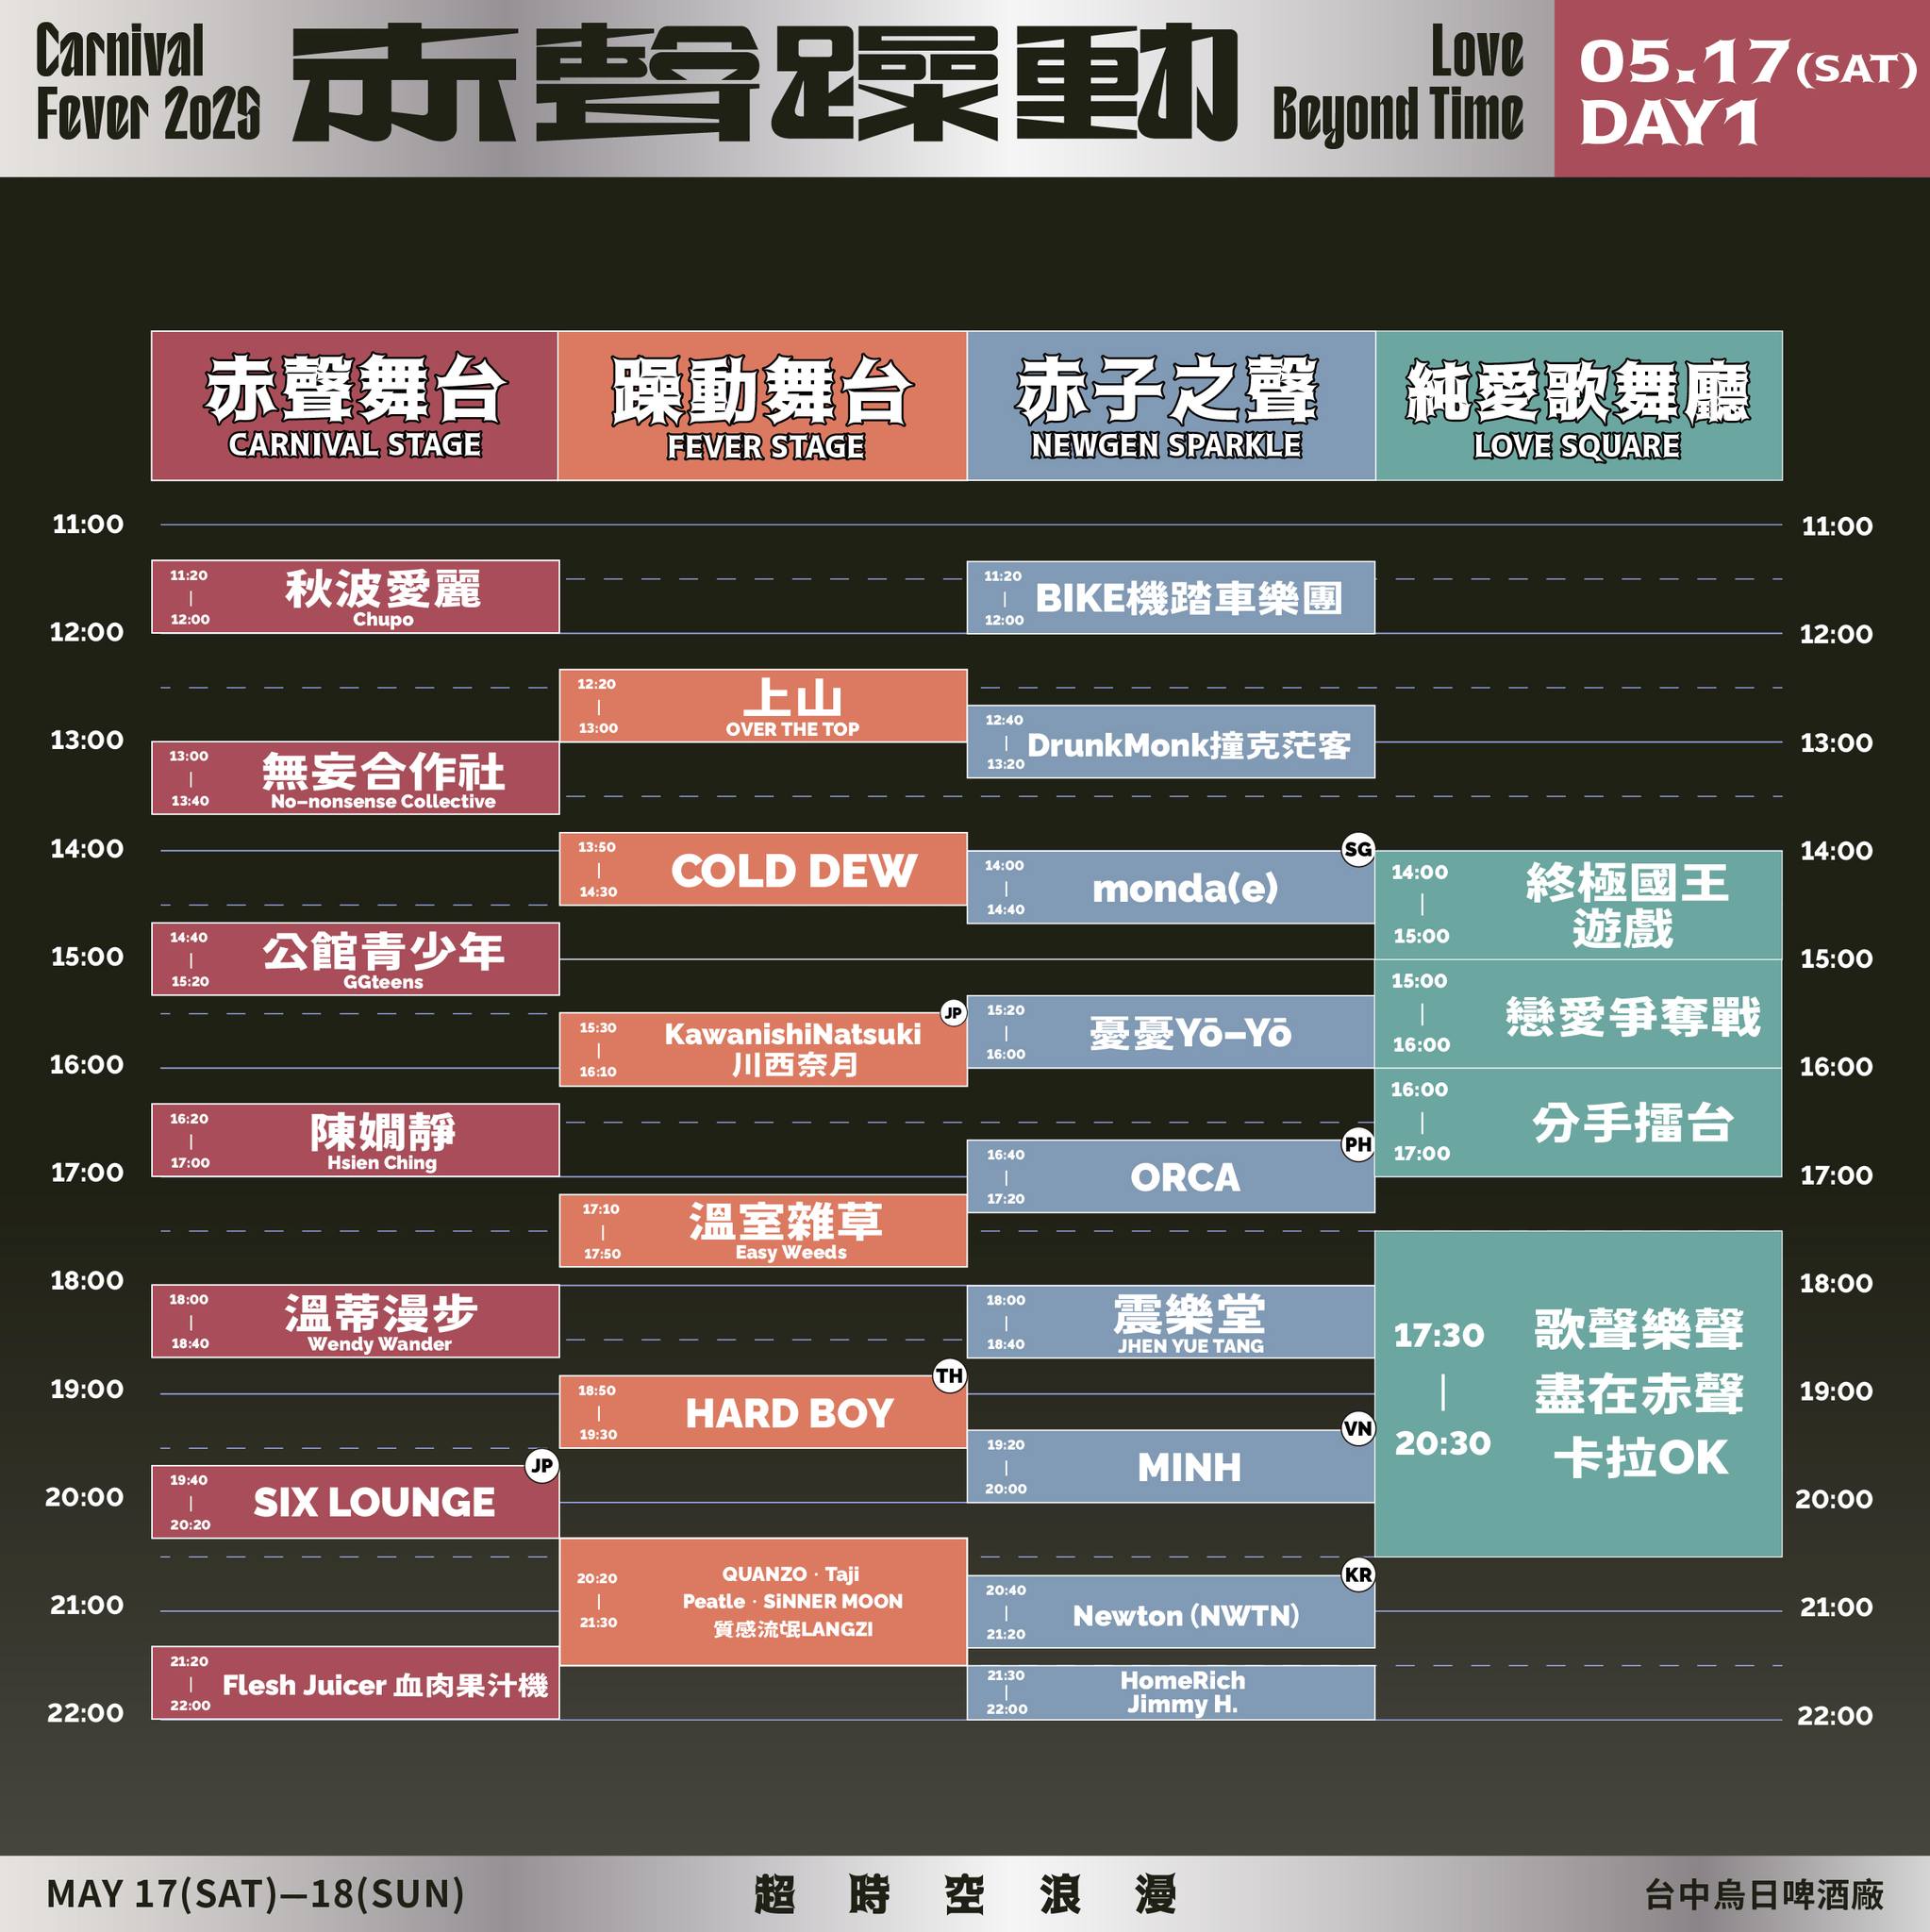 Carnival
Fever 2025
赤聲躁動
Love
Beyond Time
05.17(SAT)
DAY1
赤聲舞台
CARNIVAL STAGE
躁動舞台
FEVER STAGE
赤子之聲
NEWGEN SPARKLE
純愛歌舞廳
LOVE SQUARE
11:00
12:00
13:00
14:00
15:00
16:00
17:00
18:00
19:00
20:00
21:00
22:00
11:20
|
12:00
秋波愛麗
Chupo
13:00
|
13:40
無妄合作社
No-nonsense Collective
14:40
|
15:20
公館青少年
GGteens
16:20
|
17:00
陳嫺靜
Hsien Ching
18:00
|
18:40
溫蒂漫步
Wendy Wander
19:40
|
20:20
SIX LOUNGE
JP
21:20
|
22:00
Flesh Juicer 血肉果汁機
12:20
|
13:00
上山
OVER THE TOP
13:50
|
14:30
COLD DEW
15:30
|
16:10
KawanishiNatsuki
川西奈月
JP
17:10
|
17:50
溫室雜草
Easy Weeds
18:50
|
19:30
HARD BOY
TH
20:20
|
21:30
QUANZO · Taji
Peatle · SiNNER MOON
質感流氓LANGZI
11:20
|
12:00
BIKE機踏車樂團
12:40
|
13:20
DrunkMonk撞克茫客
14:00
|
14:40
monda(e)
SG
15:20
|
16:00
憂憂Yō-Yō
16:40
|
17:20
ORCA
PH
18:00
|
18:40
震樂堂
JHEN YUE TANG
19:20
|
20:00
MINH
VN
20:40
|
21:20
Newton (NWTN)
KR
21:30
|
22:00
HomeRich
Jimmy H.
14:00
|
15:00
終極國王
遊戲
15:00
|
16:00
戀愛爭奪戰
16:00
|
17:00
分手擂台
17:30
|
20:30
歌聲樂聲
盡在赤聲
卡拉OK
11:00
12:00
13:00
14:00
15:00
16:00
17:00
18:00
19:00
20:00
21:00
22:00
MAY 17(SAT)—18(SUN)
超時空浪漫
台中烏日啤酒廠